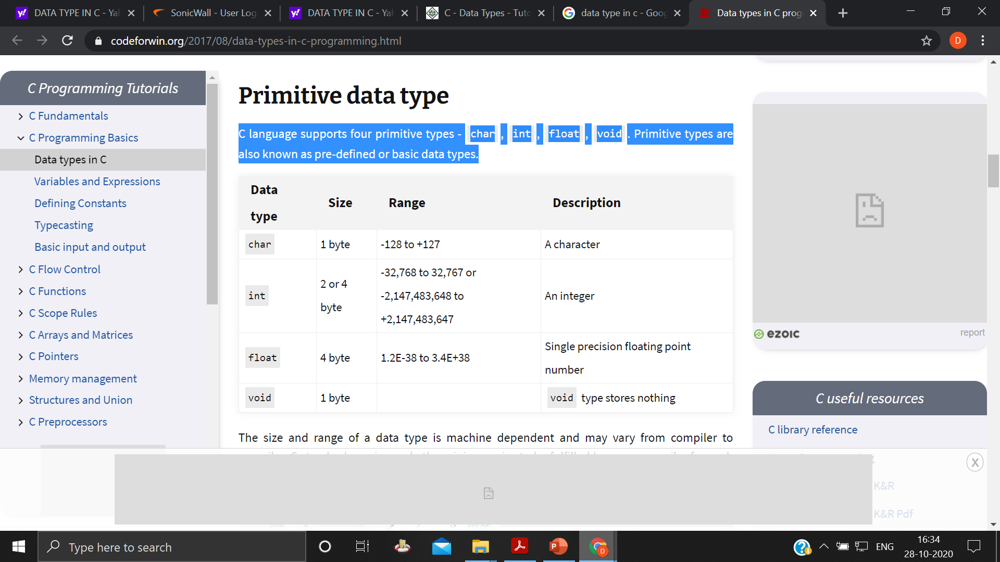 DATA TYPE IN C - Yah
SonicWall - User Log
DATA TYPE IN C - Yah
C - Data Types - Tuto
data type in c - Goog
Data types in C prog
codeforwin.org/2017/08/data-types-in-c-programming.html
D
C Programming Tutorials
C Fundamentals
C Programming Basics
Data types in C
Variables and Expressions
Defining Constants
Typecasting
Basic input and output
C Flow Control
C Functions
C Scope Rules
C Arrays and Matrices
C Pointers
Memory management
Structures and Union
C Preprocessors
Primitive data type
C language supports four primitive types - char, int, float, void. Primitive types are
also known as pre-defined or basic data types.
Data type Size Range Description
char 1 byte -128 to +127 A character
int 2 or 4 byte -32,768 to 32,767 or -2,147,483,648 to +2,147,483,647 An integer
float 4 byte 1.2E-38 to 3.4E+38 Single precision floating point number
void 1 byte void type stores nothing
The size and range of a data type is machine dependent and may vary from compiler to
ezoic
report
C useful resources
C library reference
K&R
K&R Pdf
X
Type here to search
ENG
16:34
28-10-2020